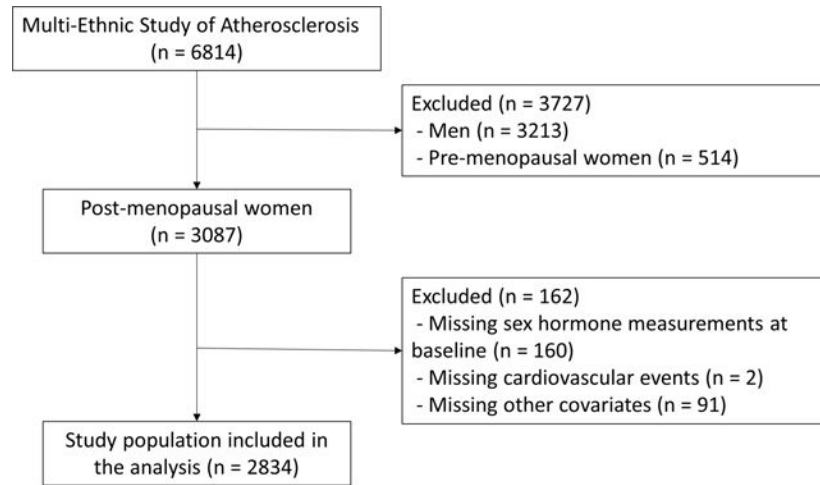 Multi-Ethnic Study of Atherosclerosis
(n = 6814)
Excluded (n = 3727)
- Men (n = 3213)
- Pre-menopausal women (n = 514)
Post-menopausal women
(n = 3087)
Excluded (n = 162)
- Missing sex hormone measurements at
baseline (n = 160)
- Missing cardiovascular events (n = 2)
- Missing other covariates (n = 91)
Study population included in
the analysis (n = 2834)